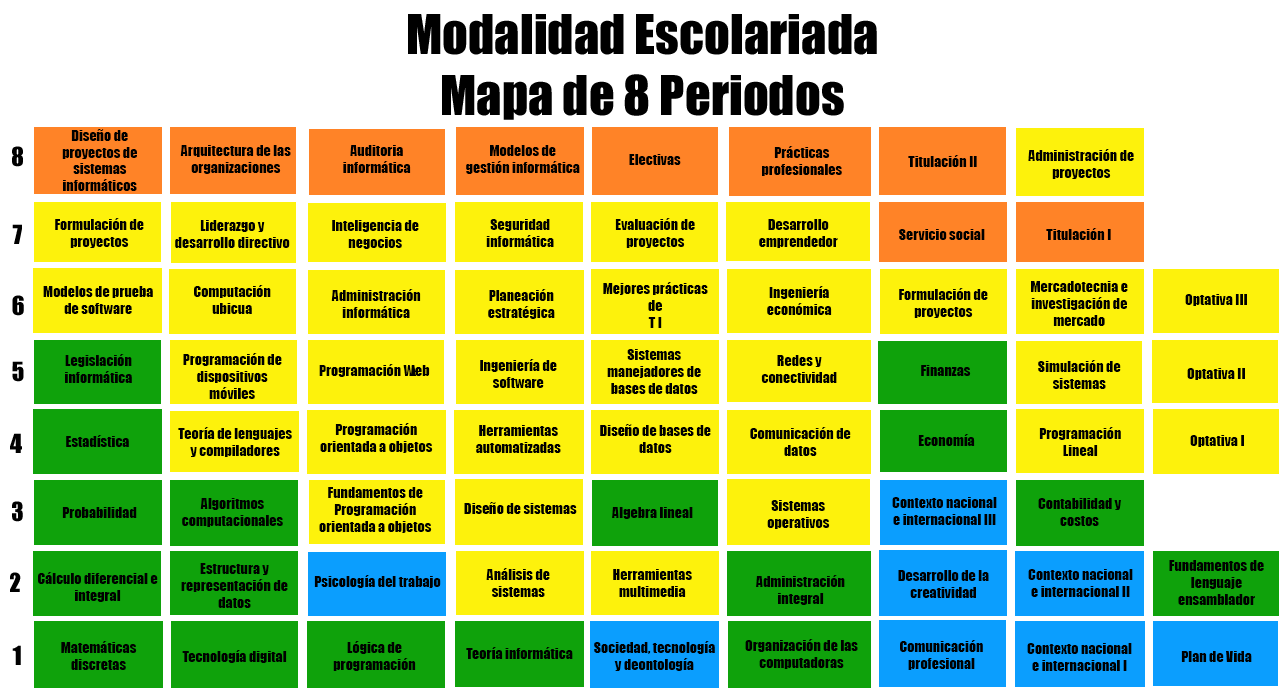 Modalidad Escolariada
Mapa de 8 Periodos
8
Diseño de
proyectos de
sistemas
informáticos
Arquitectura de las
organizaciones
Auditoria
informática
Modelos de
gestión informática
Electivas
Prácticas
profesionales
Titulación II
Administración de
proyectos
7
Formulación de
proyectos
Liderazgo y
desarrollo directivo
Inteligencia de
negocios
Seguridad
informática
Evaluación de
proyectos
Desarrollo
emprendedor
Servicio social
Titulación I
6
Modelos de prueba
de software
Computación
ubicua
Administración
informática
Planeación
estratégica
Mejores prácticas
de
T I
Ingeniería
económica
Formulación de
proyectos
Mercadotecnia e
investigación de
mercado
Optativa III
5
Legislación
informática
Programación de
dispositivos
móviles
Programación Web
Ingeniería de
software
Sistemas
manejadores de
bases de datos
Redes y
conectividad
Finanzas
Simulación de
sistemas
Optativa II
4
Estadística
Teoría de lenguajes
y compiladores
Programación
orientada a objetos
Herramientas
automatizadas
Diseño de bases de
datos
Comunicación de
datos
Economía
Programación
Lineal
Optativa I
3
Probabilidad
Algoritmos
computacionales
Fundamentos de
Programación
orientada a objetos
Diseño de sistemas
Algebra lineal
Sistemas
operativos
Contexto nacional
e internacional III
Contabilidad y
costos
2
Cálculo diferencial e
integral
Estructura y
representación de
datos
Psicología del trabajo
Análisis de
sistemas
Herramientas
multimedia
Administración
integral
Desarrollo de la
creatividad
Contexto nacional
e internacional II
Fundamentos de
lenguaje
ensamblador
1
Matemáticas
discretas
Tecnología digital
Lógica de
programación
Teoría informática
Sociedad, tecnología
y deontología
Organización de las
computadoras
Comunicación
profesional
Contexto nacional
e internacional I
Plan de Vida